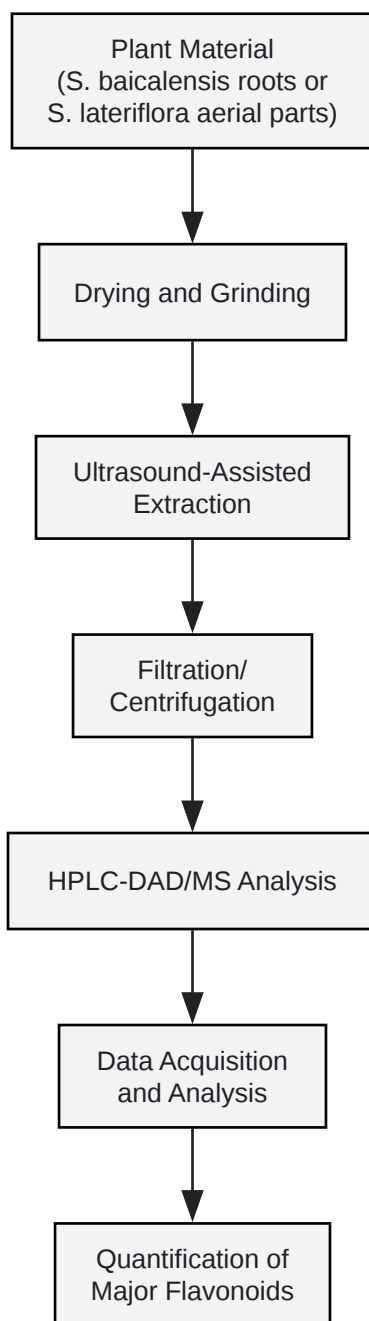 Plant Material
(S. baicalensis roots or
S. lateriflora aerial parts)
Drying and Grinding
Ultrasound-Assisted
Extraction
Filtration/
Centrifugation
HPLC-DAD/MS Analysis
Data Acquisition
and Analysis
Quantification of
Major Flavonoids